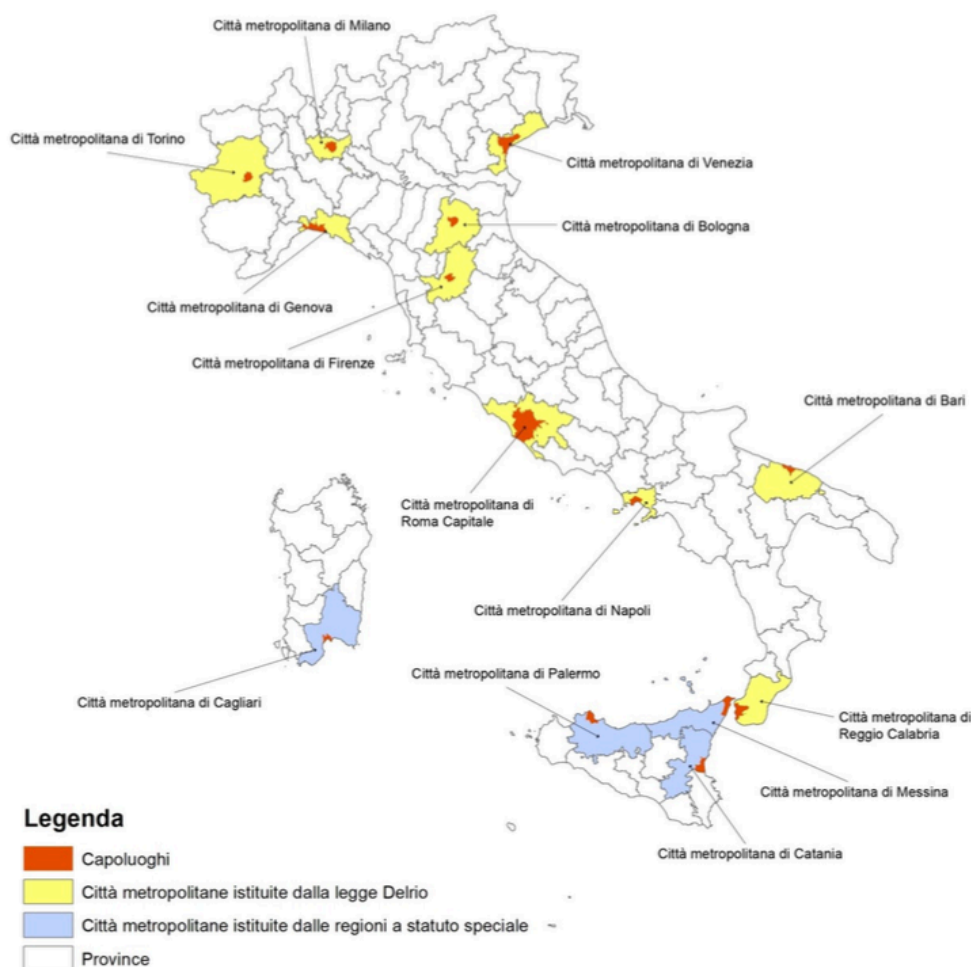 Città metropolitana di Milano
Città metropolitana di Torino
Città metropolitana di Venezia
Città metropolitana di Bologna
Città metropolitana di Genova
Città metropolitana di Firenze
Città metropolitana di Bari
Città metropolitana di
Roma Capitale
Città metropolitana di Napoli
Città metropolitana di Palermo
Città metropolitana di Cagliari
Città metropolitana di
Reggio Calabria
Città metropolitana di Messina
Città metropolitana di Catania
Legenda
Capoluoghi
Città metropolitane istituite dalla legge Delrio
Città metropolitane istituite dalle regioni a statuto speciale
Province